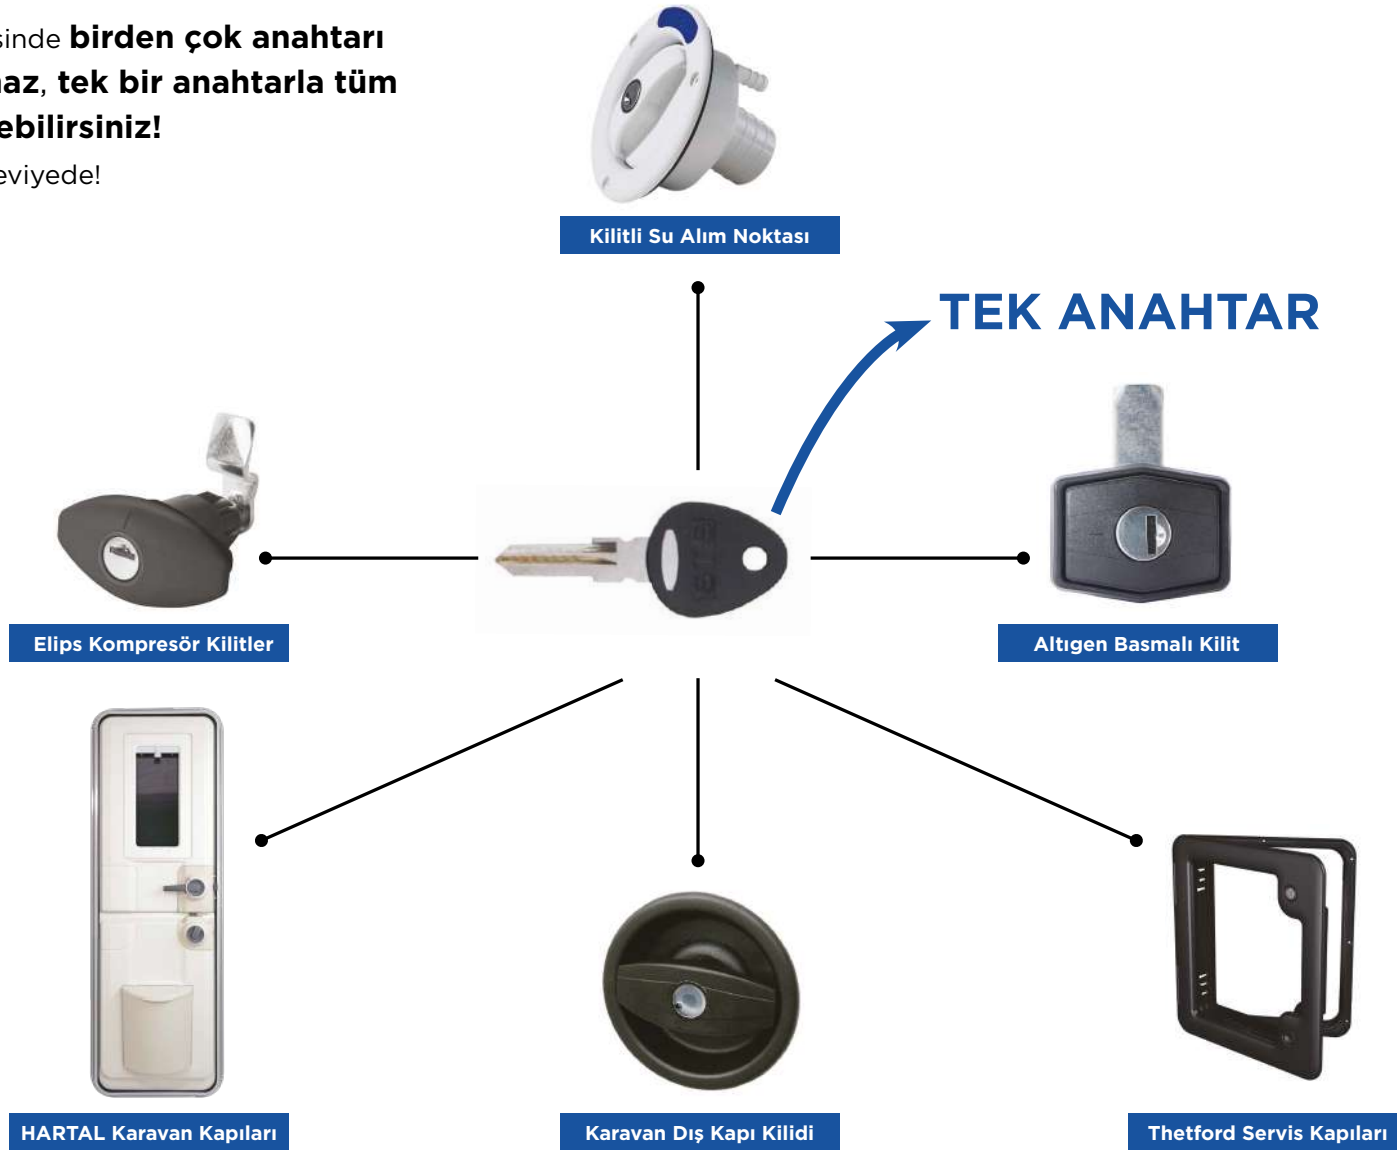 sinde birden çok anahtarı
naz, tek bir anahtarla tüm
ebilirsiniz!
eviyede!
Kilitli Su Alım Noktası
TEK ANAHTAR
Elips Kompresör Kilitler
Altıgen Basmalı Kilit
HARTAL Karavan Kapıları
Karavan Dış Kapı Kilidi
Thetford Servis Kapıları